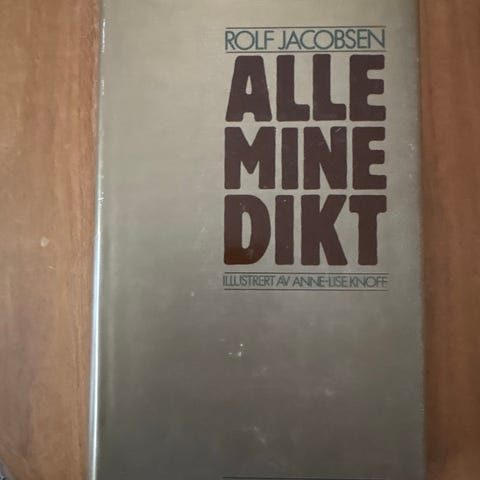 ROLF JACOBSEN
ALLE
MINE
DIKT
ILLUSTRERT AV ANNE-LISE KNOFF